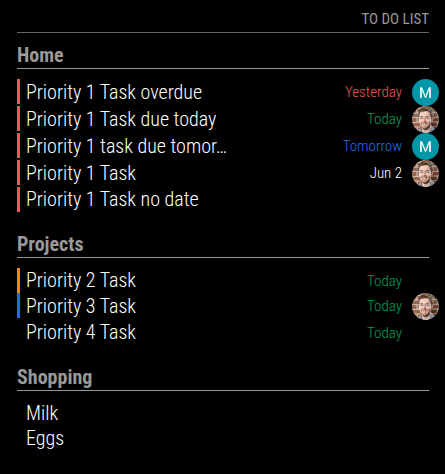 TO DO LIST
Home
Priority 1 Task overdue Yesterday M
Priority 1 Task due today Today
Priority 1 task due tomor... Tomorrow M
Priority 1 Task Jun 2
Priority 1 Task no date
Projects
Priority 2 Task Today
Priority 3 Task Today
Priority 4 Task Today
Shopping
Milk
Eggs